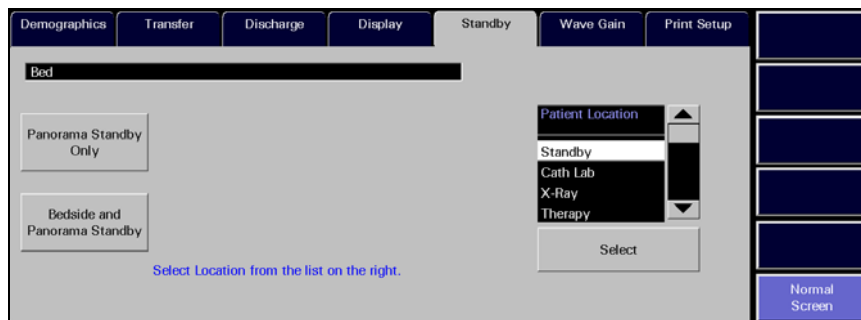 Demographics
Transfer
Discharge
Display
Standby
Wave Gain
Print Setup
Bed
Panorama Standby
Only
Bedside and
Panorama Standby
Select Location from the list on the right.
Patient Location
Standby
Cath Lab
X-Ray
Therapy
Select
Normal
Screen